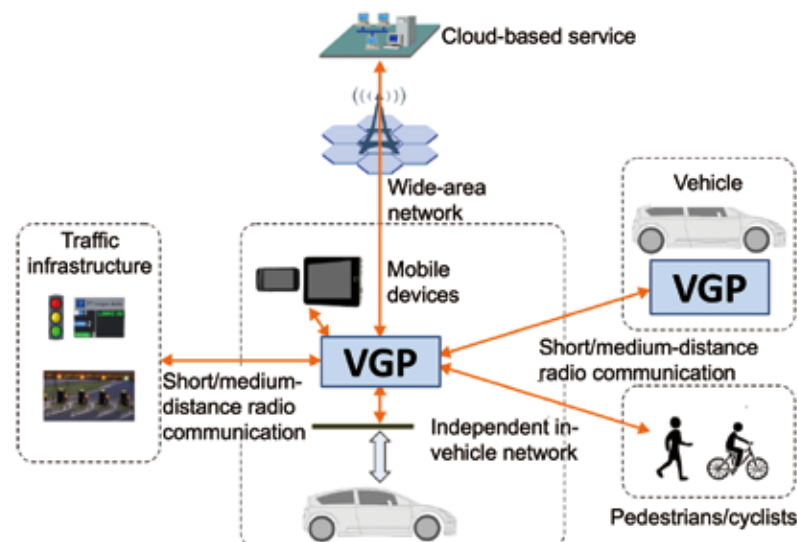 Cloud-based service
Wide-area
network
Vehicle
VGP
Traffic
infrastructure
Mobile
devices
VGP
Short/medium-
distance radio
communication
Short/medium-distance
radio communication
Independent in-
vehicle network
Pedestrians/cyclists